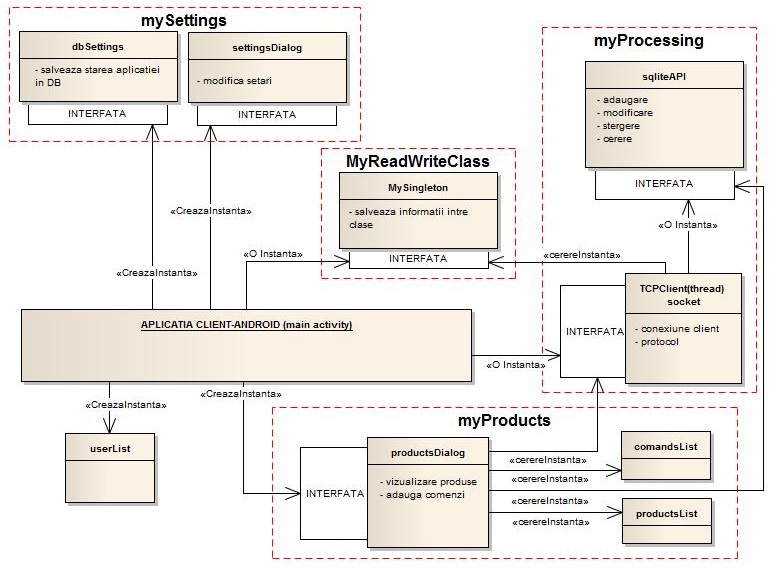 mySettings
dbSettings
- salveaza starea aplicatiei
in DB
INTERFATA
settingsDialog
- modifica setari
INTERFATA
myProcessing
sqliteAPI
- adaugare
- modificare
- stergere
- cerere
INTERFATA
MyReadWriteClass
MySingleton
- salveaza informatii intre
clase
INTERFATA
«CreazaInstanta»
«CreazaInstanta»
«O Instanta»
«cerereInstanta»
«O Instanta»
TCPClient(thread)
socket
- conexiune client
- protocol
INTERFATA
APLICATIA CLIENT-ANDROID (main activity)
«O Instanta»
«CreazaInstanta»
«CreazaInstanta»
userList
myProducts
productsDialog
- vizualizare produse
- adauga comenzi
INTERFATA
«cerereInstanta»
«cerereInstanta»
«cerereInstanta»
«cerereInstanta»
comandsList
productsList